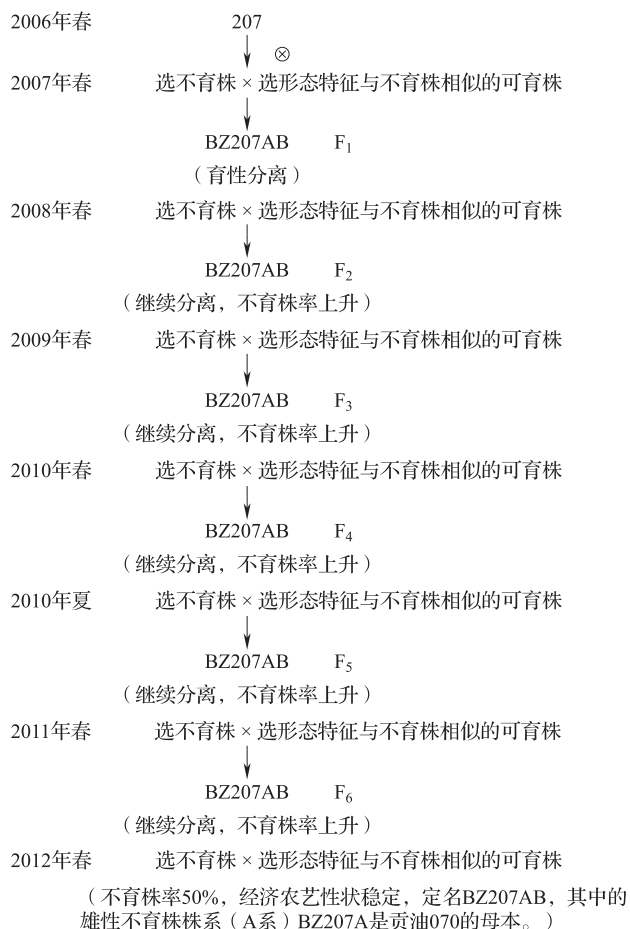 2006年春 207
⊗
2007年春 选不育株 × 选形态特征与不育株相似的可育株
BZ207AB F₁
（育性分离）
2008年春 选不育株 × 选形态特征与不育株相似的可育株
BZ207AB F₂
（继续分离，不育株率上升）
2009年春 选不育株 × 选形态特征与不育株相似的可育株
BZ207AB F₃
（继续分离，不育株率上升）
2010年春 选不育株 × 选形态特征与不育株相似的可育株
BZ207AB F₄
（继续分离，不育株率上升）
2010年夏 选不育株 × 选形态特征与不育株相似的可育株
BZ207AB F₅
（继续分离，不育株率上升）
2011年春 选不育株 × 选形态特征与不育株相似的可育株
BZ207AB F₆
（继续分离，不育株率上升）
2012年春 选不育株 × 选形态特征与不育株相似的可育株
（不育株率50%，经济农艺性状稳定，定名BZ207AB，其中的
雄性不育株株系（A系）BZ207A是贡油070的母本。）